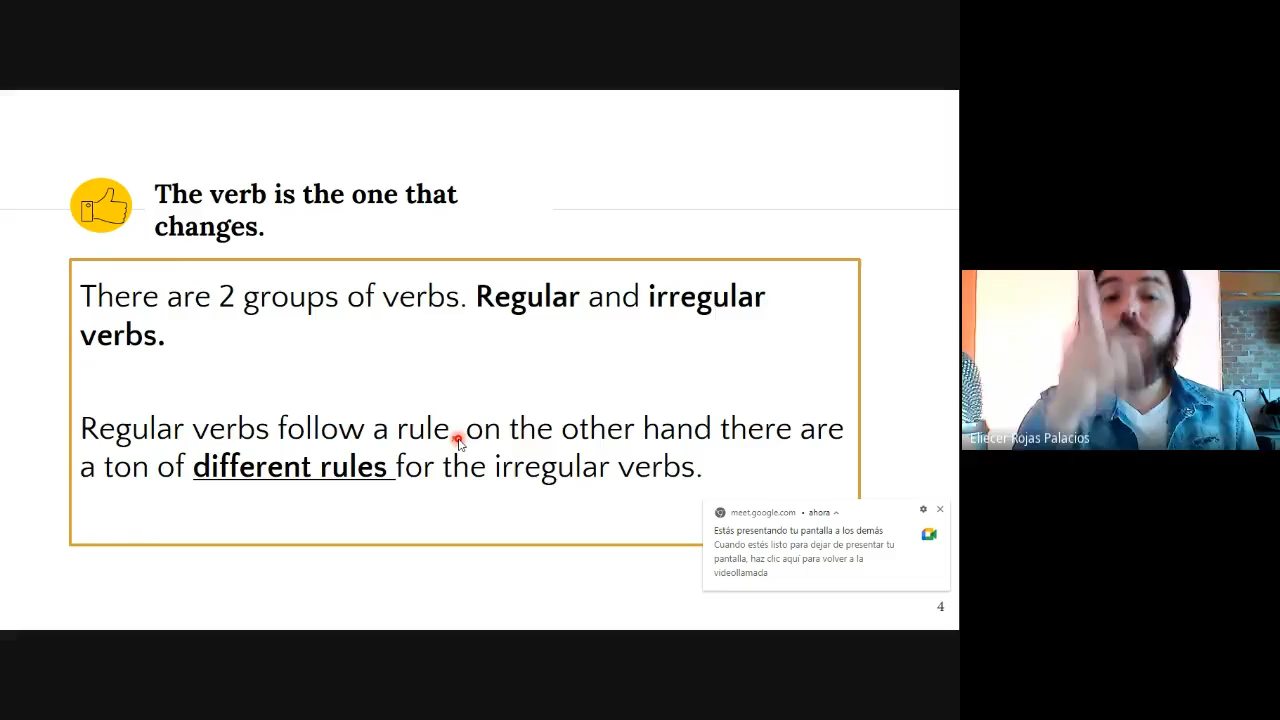 The verb is the one that
changes.
There are 2 groups of verbs. Regular and irregular
verbs.
Regular verbs follow a rule, on the other hand there are
a ton of different rules for the irregular verbs.
meet.google.com • ahora
Estás presentando tu pantalla a los demás
Cuando estés listo para dejar de presentar tu
pantalla, haz clic aquí para volver a la
videollamada
4
Eliecer Rojas Palacios